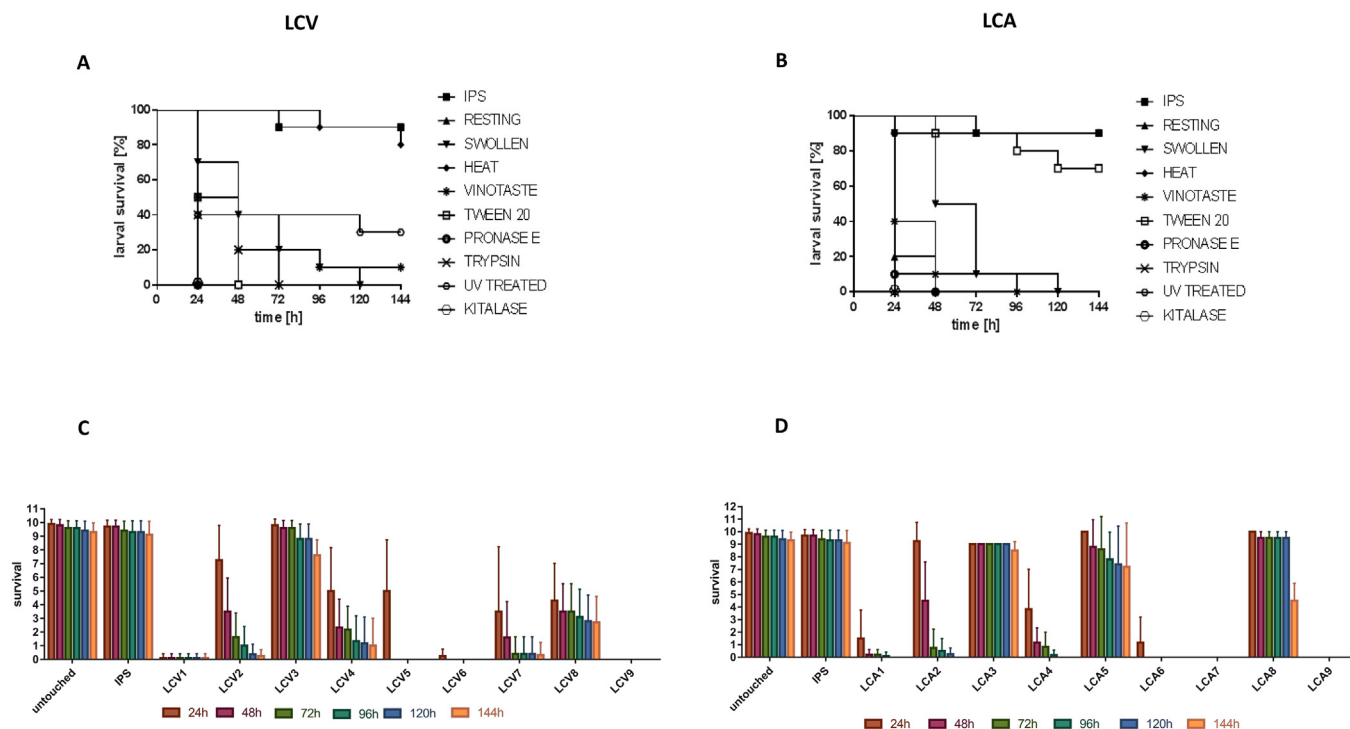 LCV
LCA
A
B
100
80
60
40
20
0
larval survival [%]
0 24 48 72 96 120 144
time [h]
IPS
RESTING
SWOLLEN
HEAT
VINOTASTE
TWEEN 20
PRONASE E
TRYPSIN
UV TREATED
KITALASE
100
80
60
40
20
0
larval survival [%]
0 24 48 72 96 120 144
time [h]
IPS
RESTING
SWOLLEN
HEAT
VINOTASTE
TWEEN 20
PRONASE E
TRYPSIN
UV TREATED
KITALASE
C
D
11
10
9
8
7
6
5
4
3
2
1
0
survival
untouched IPS LCV1 LCV2 LCV3 LCV4 LCV5 LCV6 LCV7 LCV8 LCV9
24h 48h 72h 96h 120h 144h
12
11
10
9
8
7
6
5
4
3
2
1
0
survival
untouched IPS LCA1 LCA2 LCA3 LCA4 LCA5 LCA6 LCA7 LCA8 LCA9
24h 48h 72h 96h 120h 144h